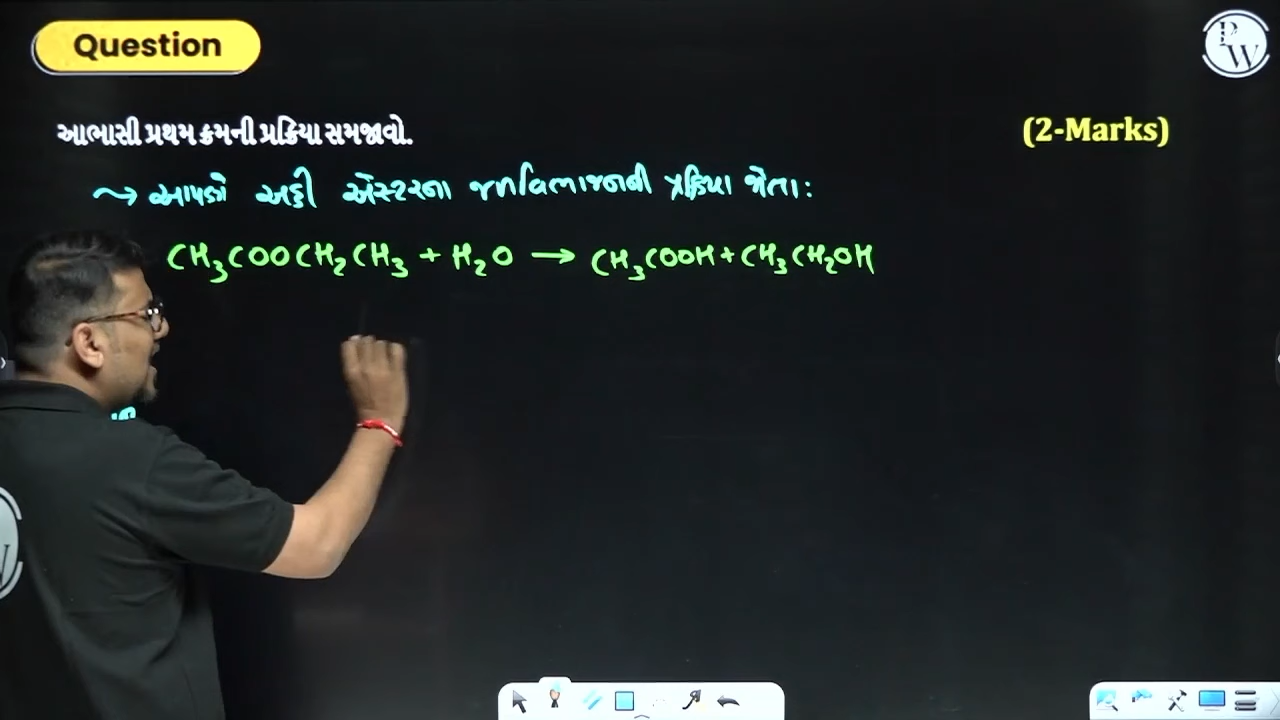 Question
PW
આભાસી પ્રથમ ક્રમની પ્રક્રિયા સમજાવો.
(2-Marks)
આપણે અહીં એસ્ટરના જળવિભાજનની પ્રક્રિયા જોતા :
CH₃COOCH₂CH₃ + H₂O → CH₃COOH + CH₃CH₂OH